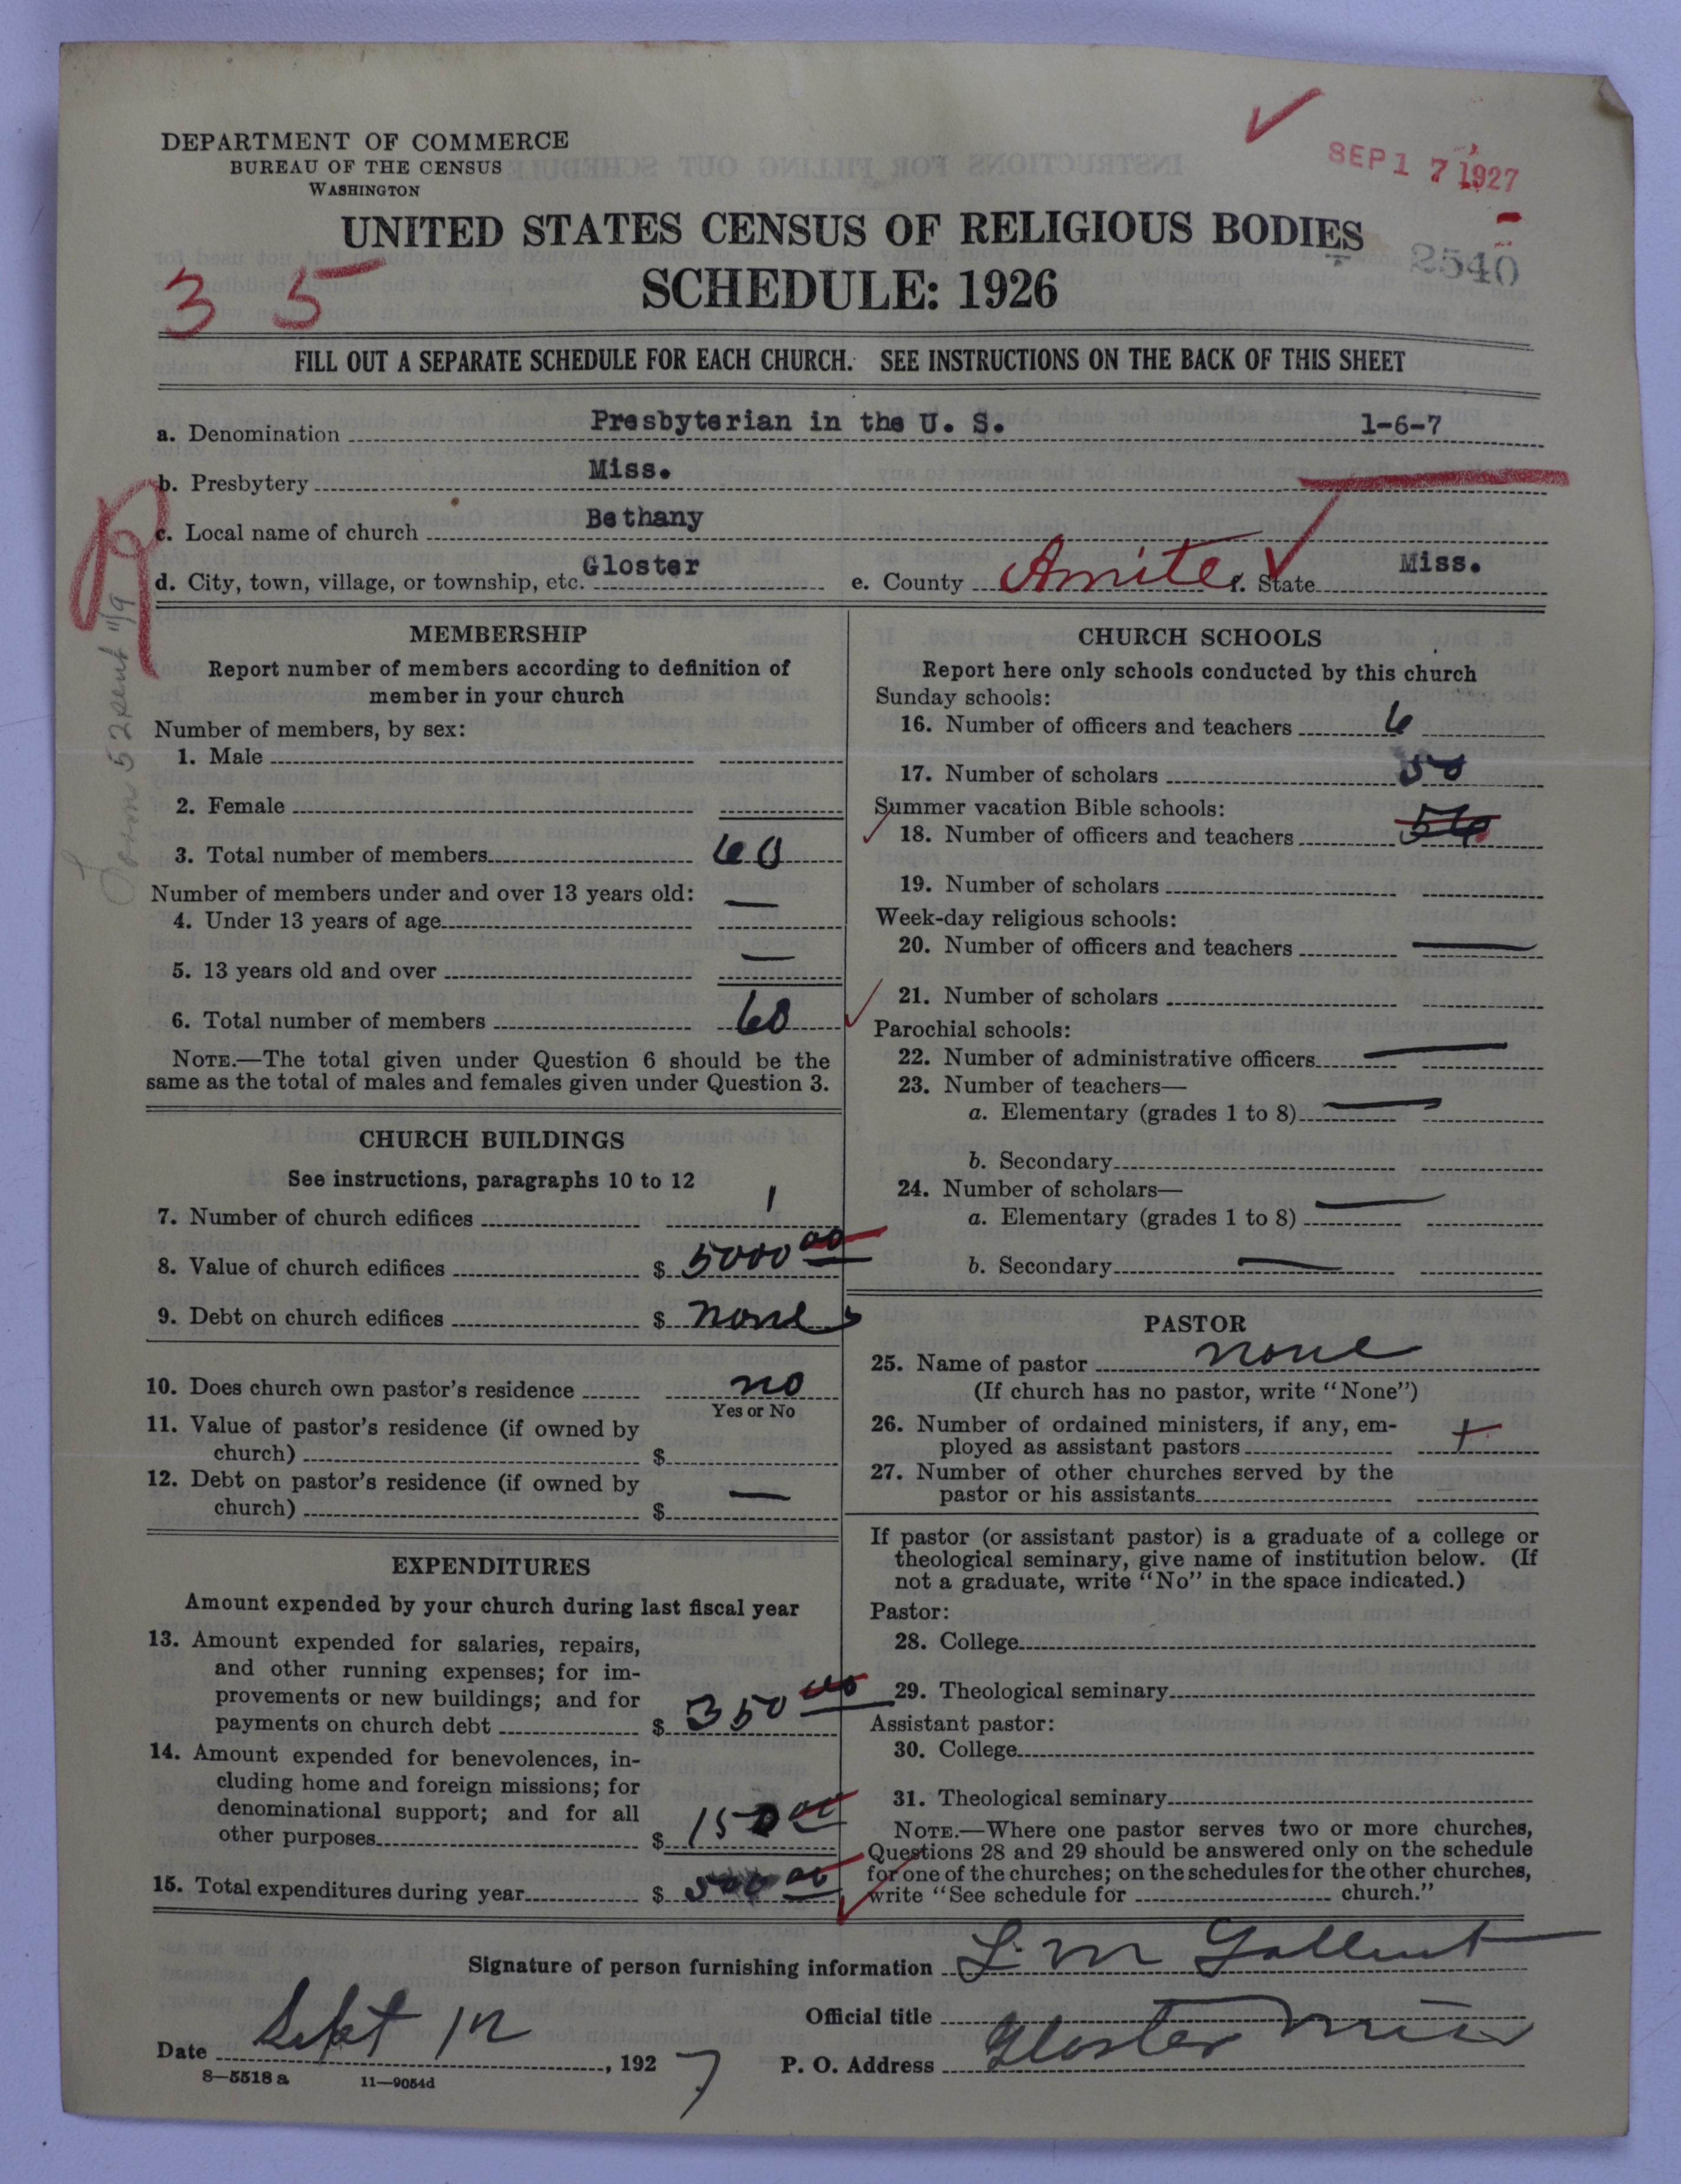 DEPARTMENT OF COMMERCE
BUREAU OF THE CENSUS
WASHINGTON
SEP 17 1927
UNITED STATES CENSUS OF RELIGIOUS BODIES
2540
SCHEDULE: 1926
3 5
FILL OUT A SEPARATE SCHEDULE FOR EACH CHURCH. SEE INSTRUCTIONS ON THE BACK OF THIS SHEET
a. Denomination Presbyterian in the U. S. 1-6-7
b. Presbytery Miss.
c. Local name of church Bethany
d. City, town, village, or township, etc. Gloster e. County Amite f. State Miss.
Form 52 sent 11/9
MEMBERSHIP
Report number of members according to definition of
member in your church
Number of members, by sex:
1. Male
2. Female
3. Total number of members 60
Number of members under and over 13 years old:
4. Under 13 years of age —
5. 13 years old and over —
6. Total number of members 60
NOTE.—The total given under Question 6 should be the
same as the total of males and females given under Question 3.
CHURCH BUILDINGS
See instructions, paragraphs 10 to 12
7. Number of church edifices 1
8. Value of church edifices $ 5000 00
9. Debt on church edifices $ none
10. Does church own pastor's residence no
Yes or No
11. Value of pastor's residence (if owned by
church) $
12. Debt on pastor's residence (if owned by
church) $ —
EXPENDITURES
Amount expended by your church during last fiscal year
13. Amount expended for salaries, repairs,
and other running expenses; for im-
provements or new buildings; and for
payments on church debt $ 350 00
14. Amount expended for benevolences, in-
cluding home and foreign missions; for
denominational support; and for all
other purposes $ 150 00
15. Total expenditures during year $ 500 00
CHURCH SCHOOLS
Report here only schools conducted by this church
Sunday schools:
16. Number of officers and teachers 6
17. Number of scholars 50
Summer vacation Bible schools:
18. Number of officers and teachers 56
19. Number of scholars
Week-day religious schools:
20. Number of officers and teachers —
21. Number of scholars
Parochial schools:
22. Number of administrative officers —
23. Number of teachers—
a. Elementary (grades 1 to 8) —
b. Secondary
24. Number of scholars—
a. Elementary (grades 1 to 8) —
b. Secondary —
PASTOR
25. Name of pastor none
(If church has no pastor, write "None")
26. Number of ordained ministers, if any, em-
ployed as assistant pastors
27. Number of other churches served by the
pastor or his assistants
If pastor (or assistant pastor) is a graduate of a college or
theological seminary, give name of institution below. (If
not a graduate, write "No" in the space indicated.)
Pastor:
28. College
29. Theological seminary
Assistant pastor:
30. College
31. Theological seminary
NOTE.—Where one pastor serves two or more churches,
Questions 28 and 29 should be answered only on the schedule
for one of the churches; on the schedules for the other churches,
write "See schedule for church."
Signature of person furnishing information L. M. Gallent
Official title
Date Sept 12, 1927 P. O. Address Gloster Miss
8—5518 a 11—9054d